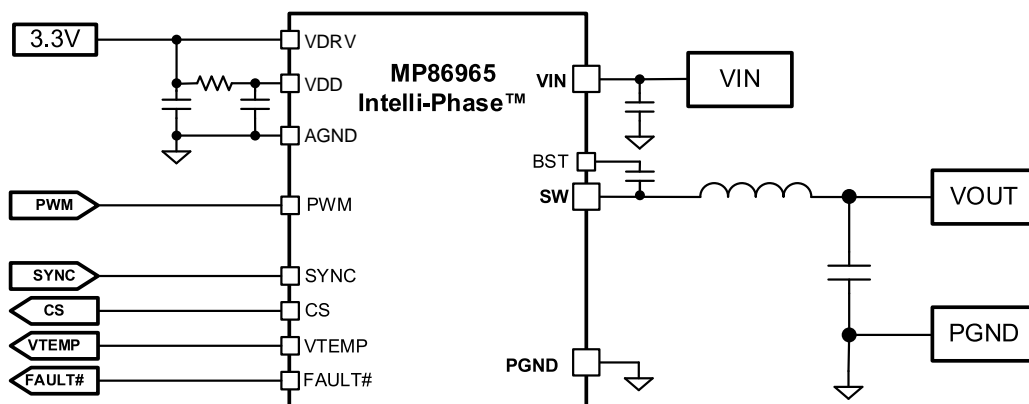 3.3V
VDRV
VDD
AGND
PWM
PWM
SYNC
SYNC
CS
CS
VTEMP
VTEMP
FAULT#
FAULT#
MP86965
Intelli-Phase™
VIN
VIN
BST
SW
VOUT
PGND
PGND